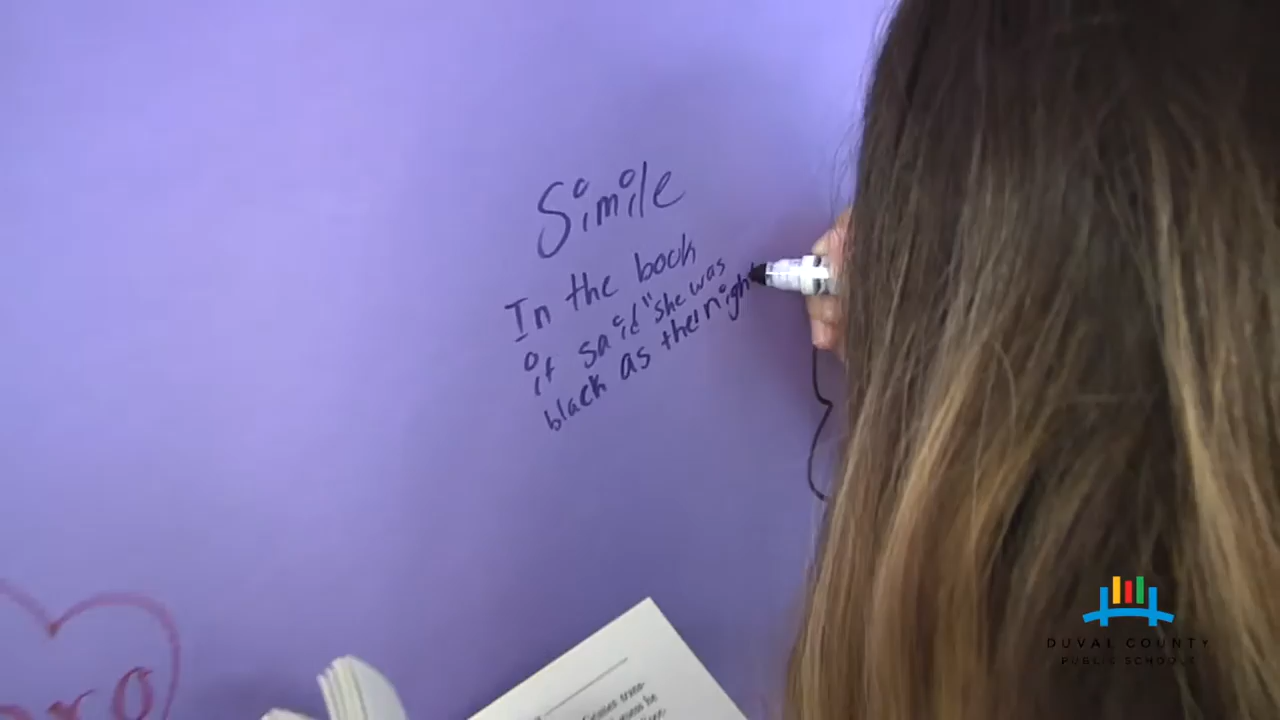 Simile
In the book
it said "she was
black as the night
DUVAL COUNTY
PUBLIC SCHOOLS